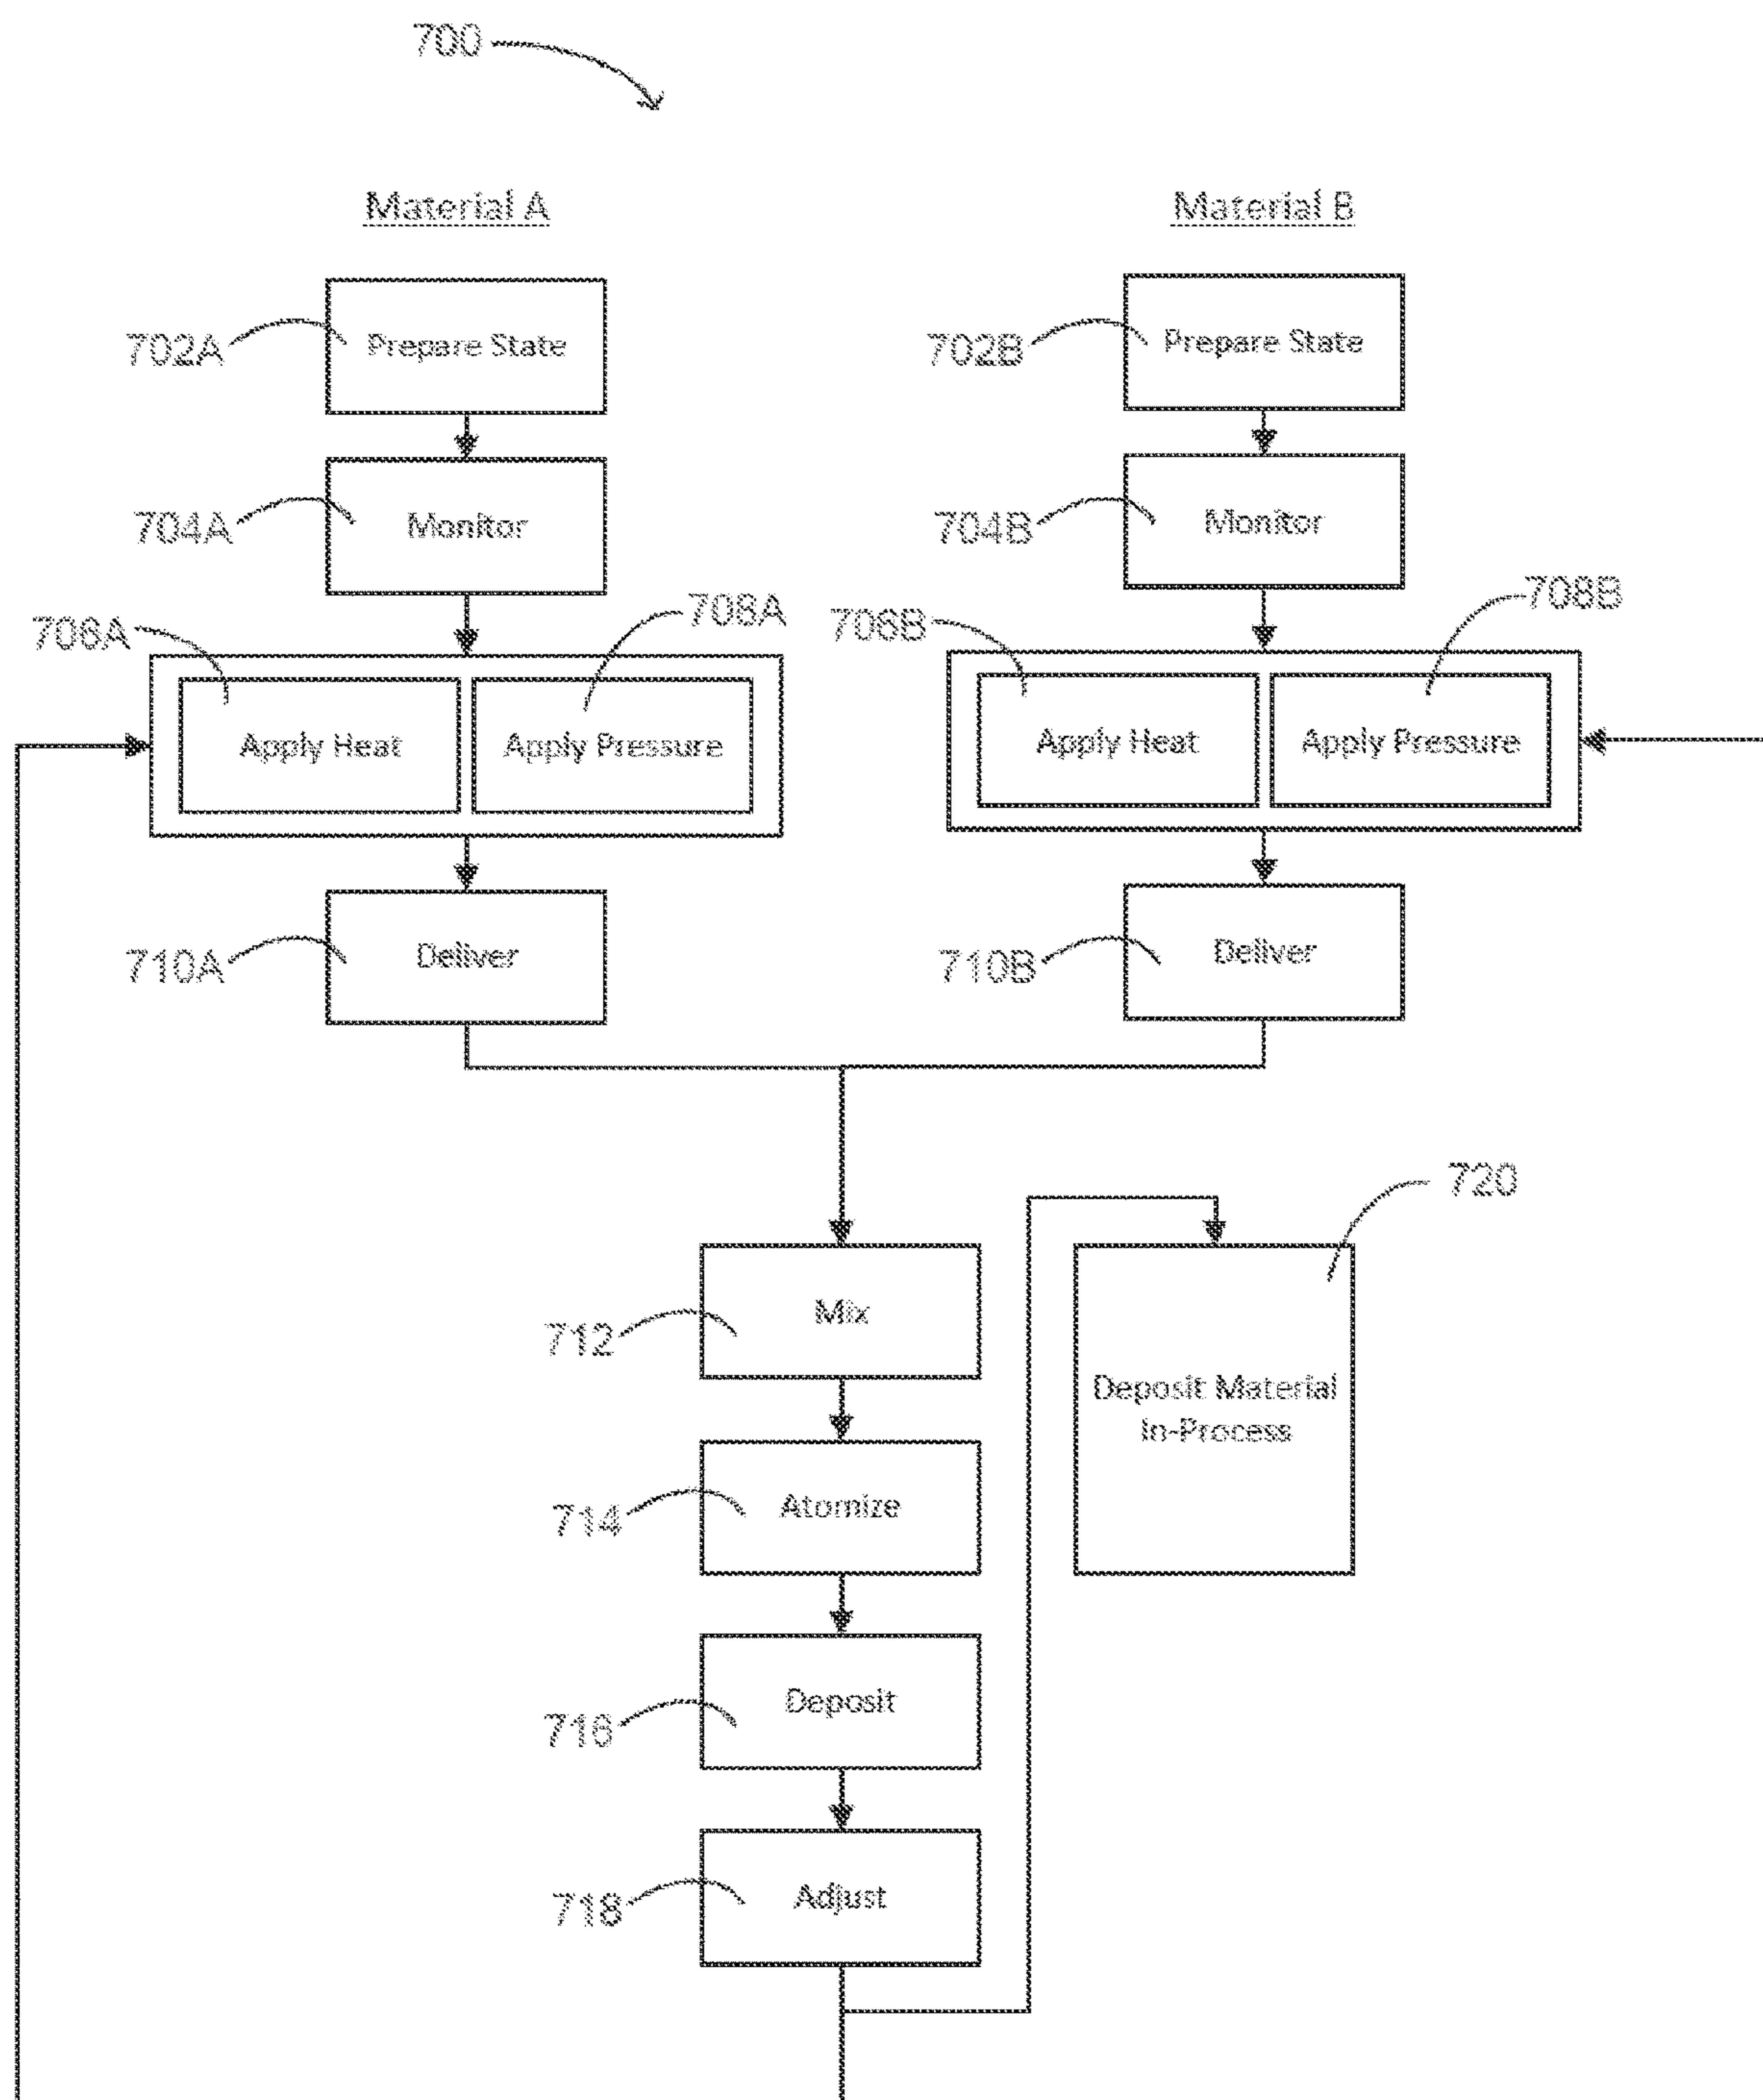 700
Material A
Material B
702A
Prepare State
702B
Prepare State
704A
Monitor
704B
Monitor
706A
708A
706B
708B
Apply Heat
Apply Pressure
Apply Heat
Apply Pressure
710A
Deliver
710B
Deliver
720
712
Mix
Deposit Material
In-Process
714
Atomize
716
Deposit
718
Adjust